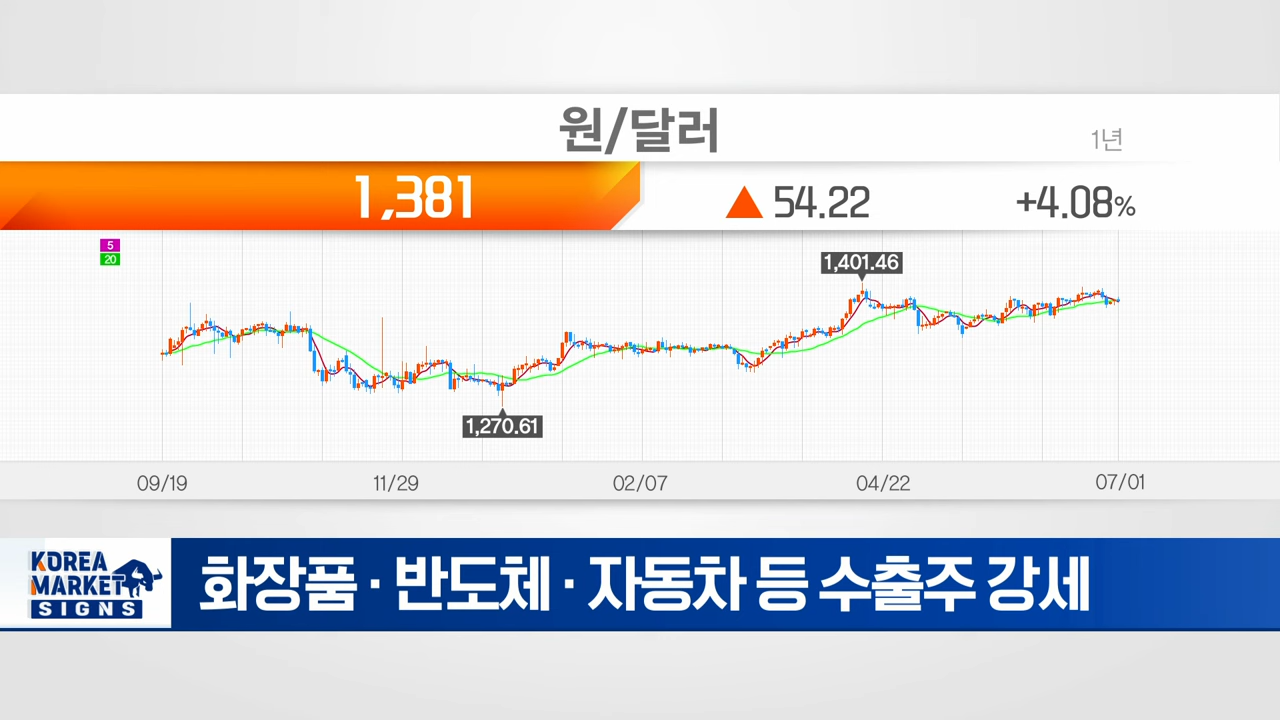 원/달러
1년
1,381
54.22
+4.08%
5
20
1,401.46
1,270.61
09/19
11/29
02/07
04/22
07/01
KOREA
MARKET
SIGNS
화장품·반도체·자동차 등 수출주 강세